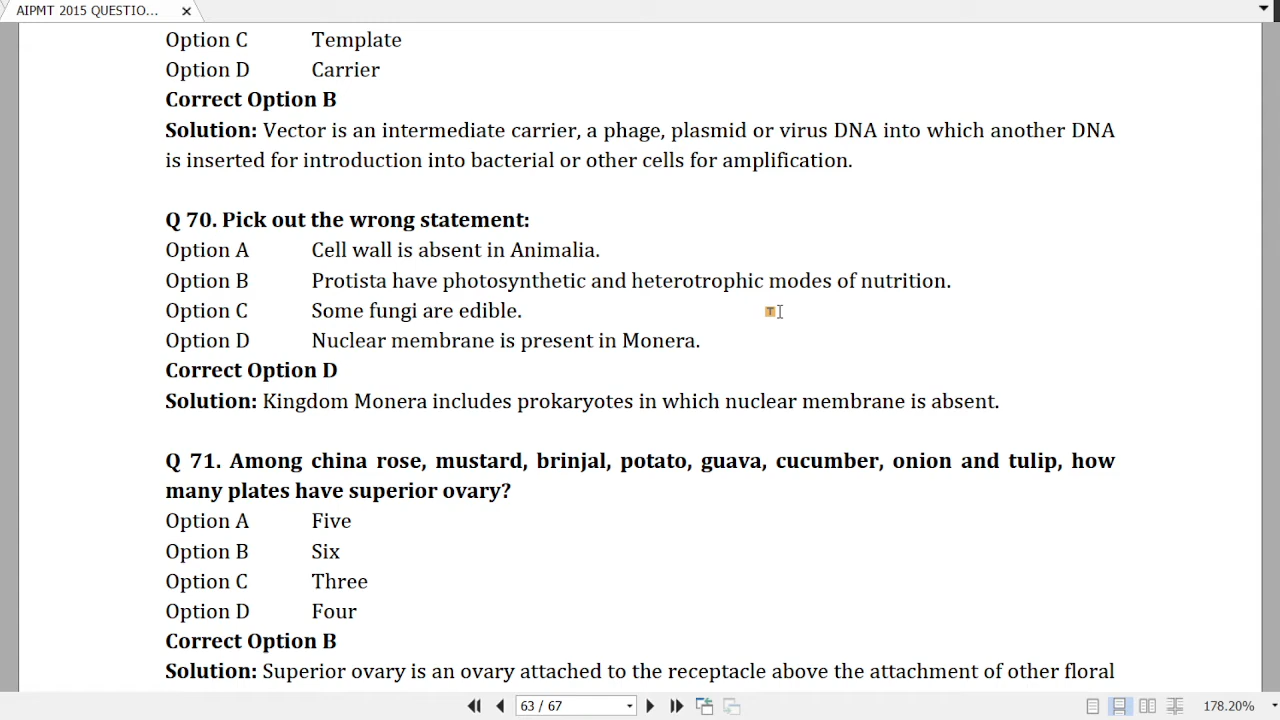 AIPMT 2015 QUESTIO...
Option C Template
Option D Carrier
Correct Option B
Solution: Vector is an intermediate carrier, a phage, plasmid or virus DNA into which another DNA
is inserted for introduction into bacterial or other cells for amplification.
Q 70. Pick out the wrong statement:
Option A Cell wall is absent in Animalia.
Option B Protista have photosynthetic and heterotrophic modes of nutrition.
Option C Some fungi are edible.
Option D Nuclear membrane is present in Monera.
Correct Option D
Solution: Kingdom Monera includes prokaryotes in which nuclear membrane is absent.
Q 71. Among china rose, mustard, brinjal, potato, guava, cucumber, onion and tulip, how
many plates have superior ovary?
Option A Five
Option B Six
Option C Three
Option D Four
Correct Option B
Solution: Superior ovary is an ovary attached to the receptacle above the attachment of other floral
63 / 67
178.20%